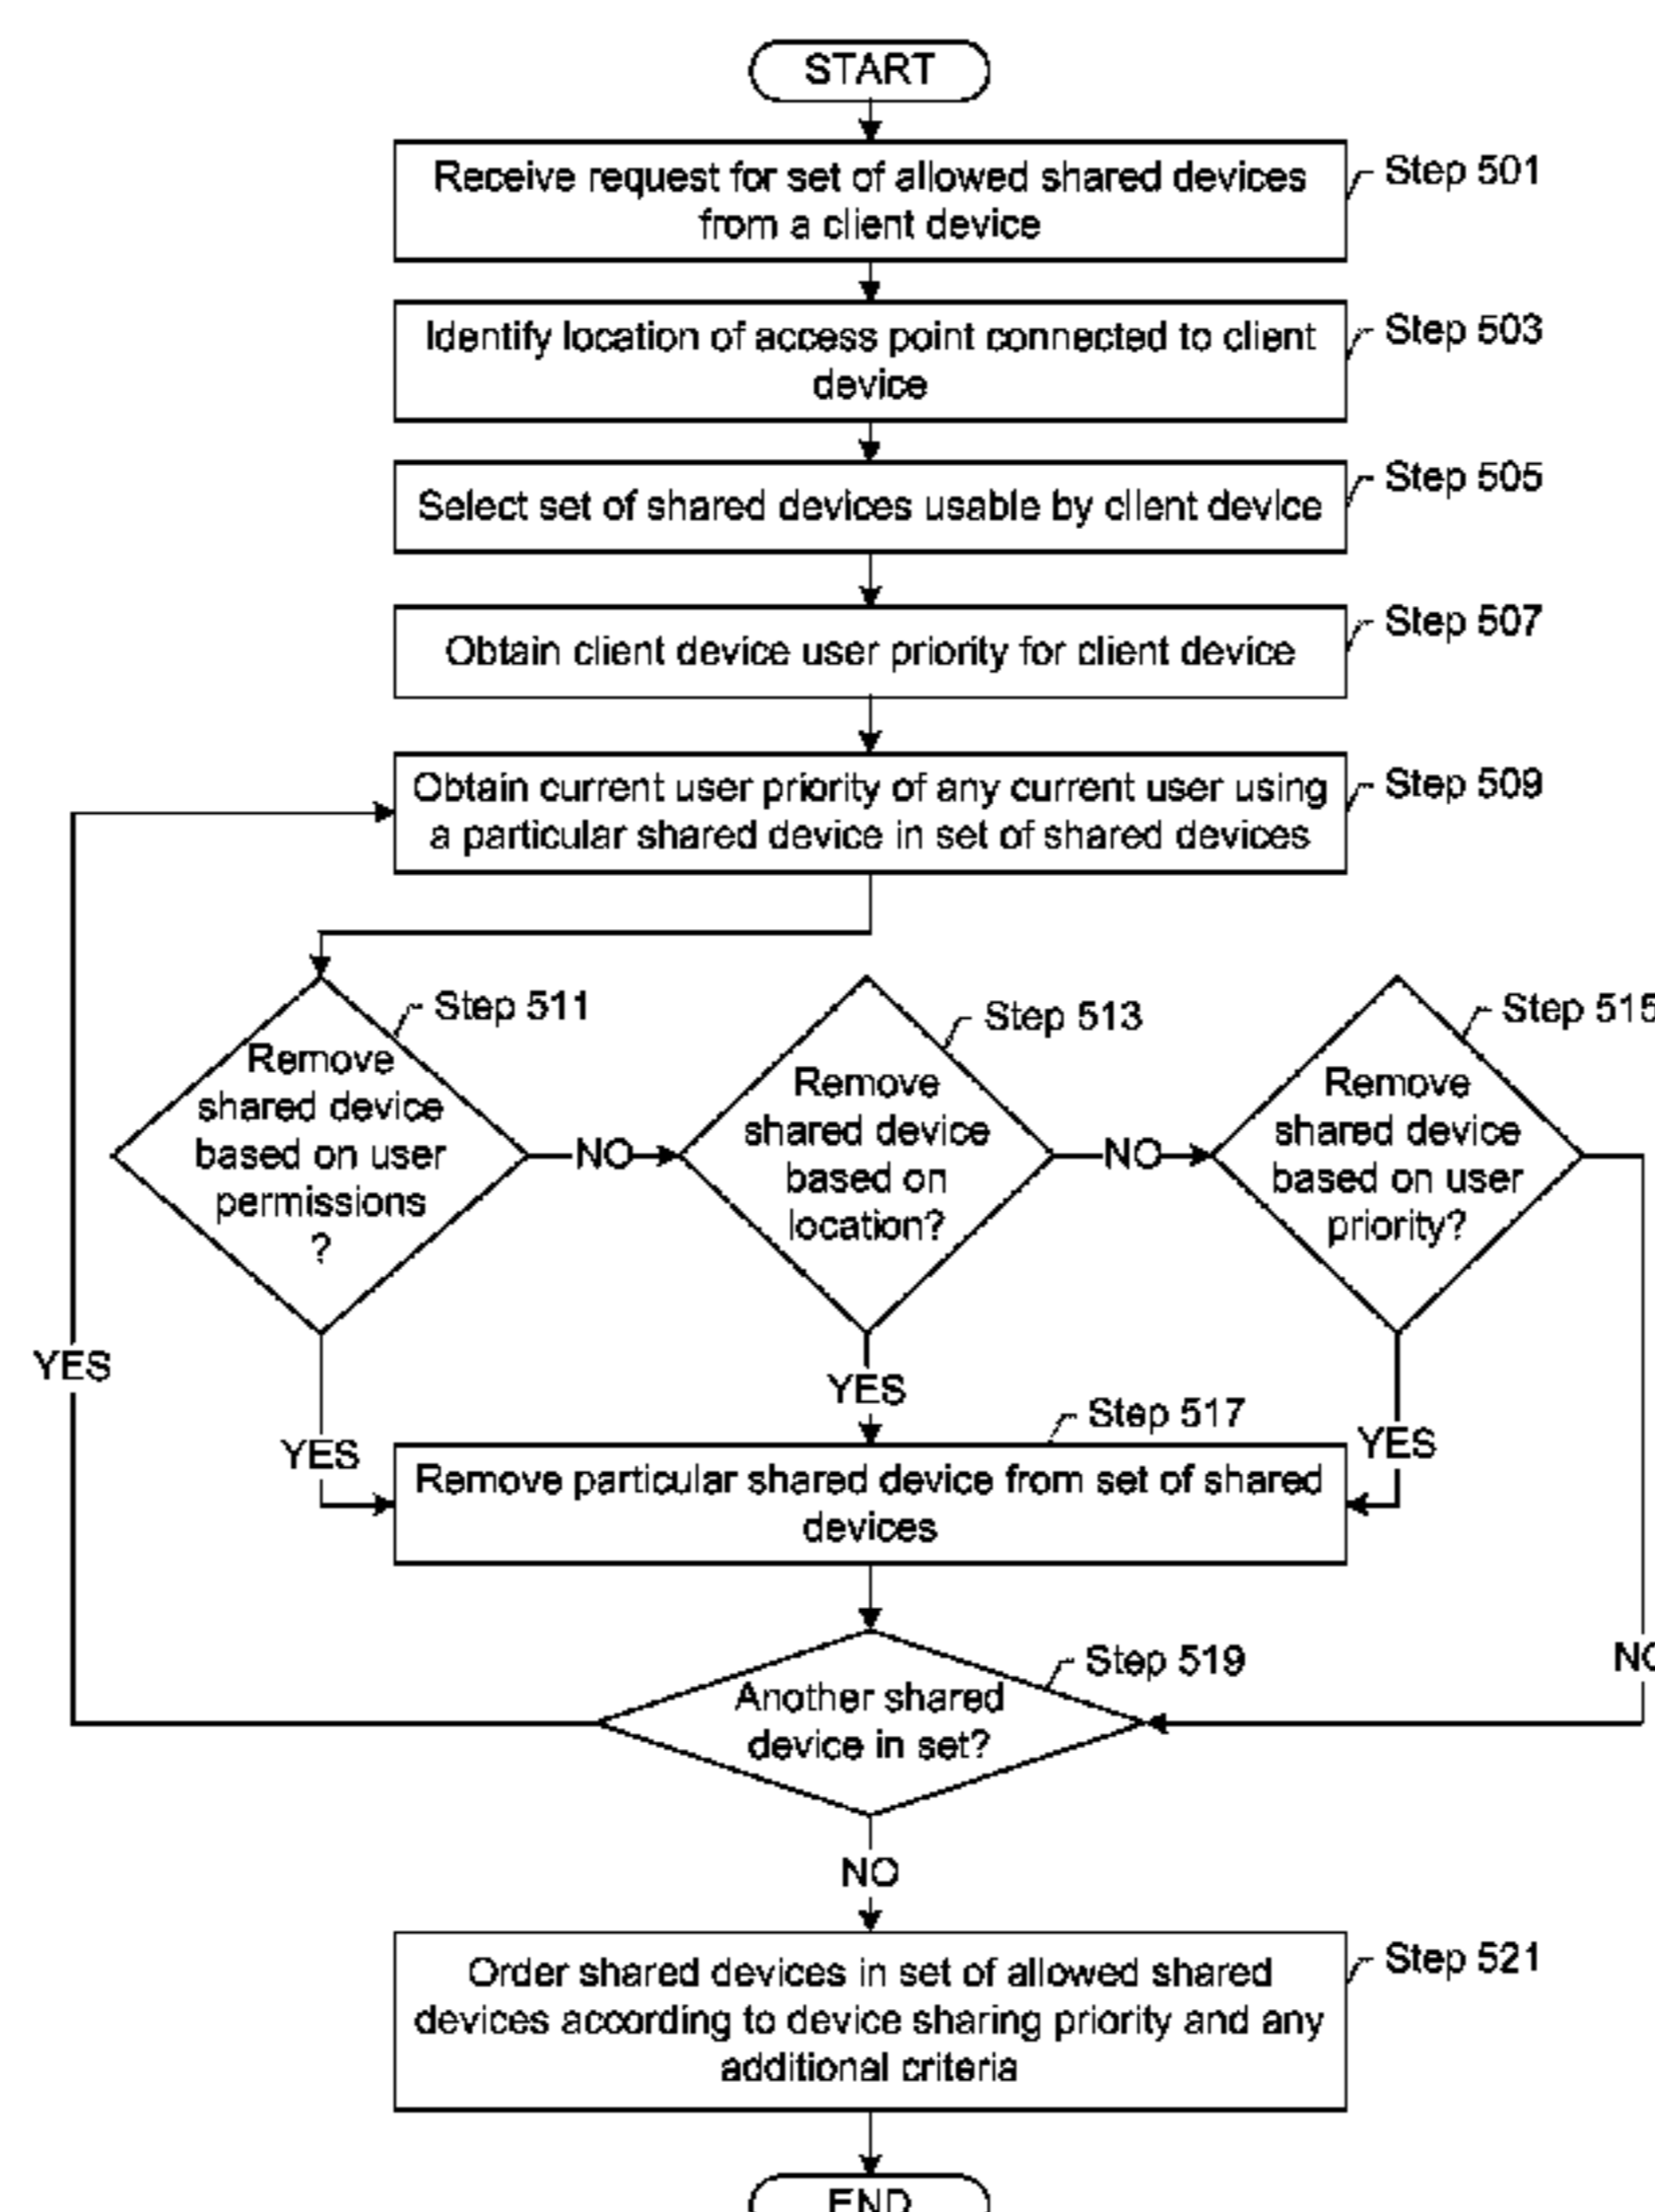 START
Receive request for set of allowed shared devices
from a client device
Step 501
Identify location of access point connected to client
device
Step 503
Select set of shared devices usable by client device
Step 505
Obtain client device user priority for client device
Step 507
Obtain current user priority of any current user using
a particular shared device in set of shared devices
Step 509
Step 511
Remove
shared device
based on user
permissions
?
NO
Step 513
Remove
shared device
based on
location?
NO
Step 515
Remove
shared device
based on user
priority?
YES
YES
YES
YES
Step 517
Remove particular shared device from set of shared
devices
Step 519
Another shared
device in set?
NO
NO
Order shared devices in set of allowed shared
devices according to device sharing priority and any
additional criteria
Step 521
END